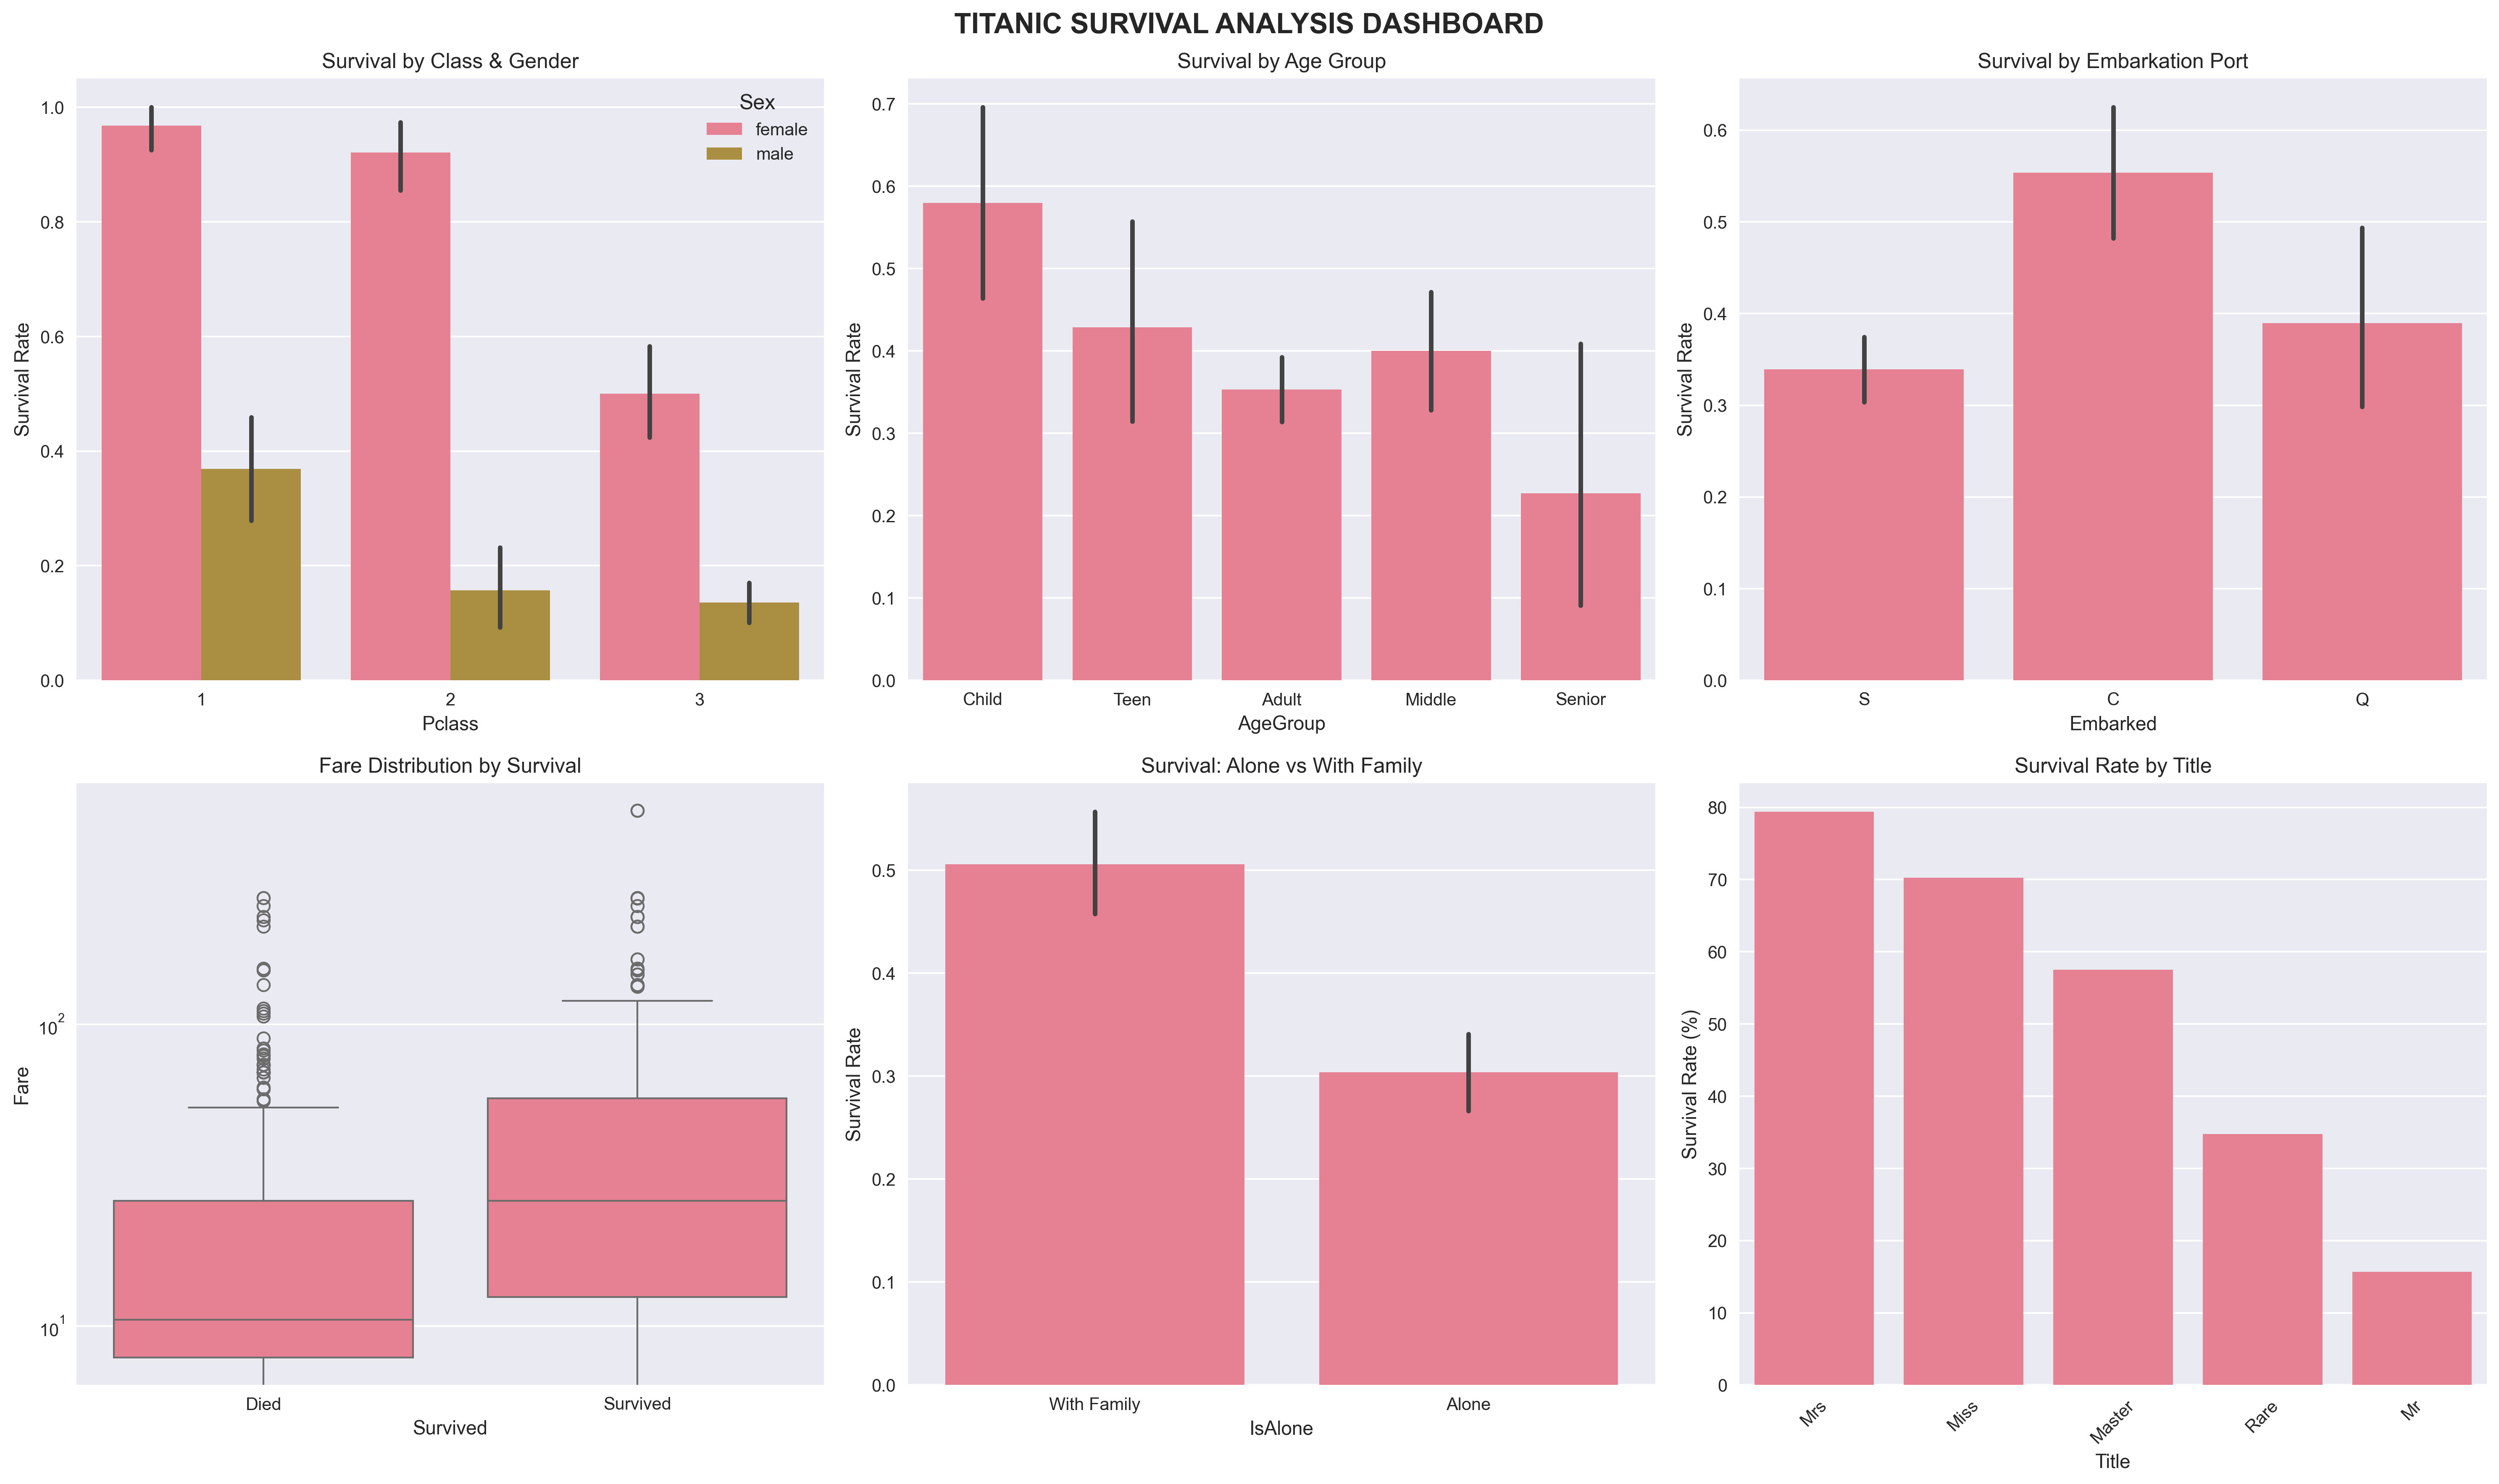 TITANIC SURVIVAL ANALYSIS DASHBOARD
Survival by Class & Gender
Survival Rate
1.0
0.8
0.6
0.4
0.2
0.0
Sex
female
male
1 2 3
Pclass
Survival by Age Group
Survival Rate
0.7
0.6
0.5
0.4
0.3
0.2
0.1
0.0
Child Teen Adult Middle Senior
AgeGroup
Survival by Embarkation Port
Survival Rate
0.6
0.5
0.4
0.3
0.2
0.1
0.0
S C Q
Embarked
Fare Distribution by Survival
Fare
10²
10¹
Died Survived
Survived
Survival: Alone vs With Family
Survival Rate
0.5
0.4
0.3
0.2
0.1
0.0
With Family Alone
IsAlone
Survival Rate by Title
Survival Rate (%)
80
70
60
50
40
30
20
10
0
Mrs Miss Master Rare Mr
Title